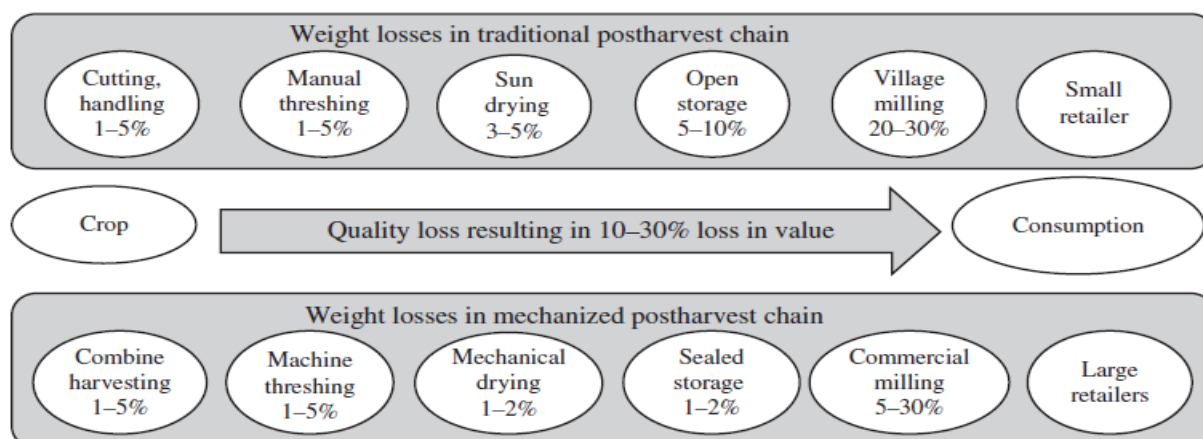 Weight losses in traditional postharvest chain
Cutting,
handling
1–5%
Manual
threshing
1–5%
Sun
drying
3–5%
Open
storage
5–10%
Village
milling
20–30%
Small
retailer
Crop
Quality loss resulting in 10–30% loss in value
Consumption
Weight losses in mechanized postharvest chain
Combine
harvesting
1–5%
Machine
threshing
1–5%
Mechanical
drying
1–2%
Sealed
storage
1–2%
Commercial
milling
5–30%
Large
retailers